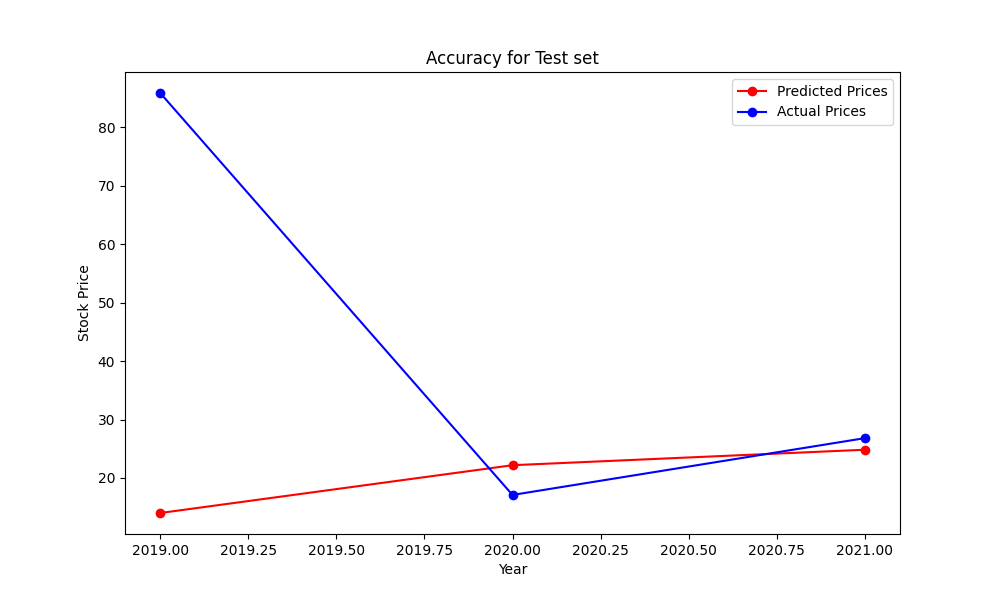 Accuracy for Test set
Predicted Prices
Actual Prices
Stock Price
80
70
60
50
40
30
20
2019.00 2019.25 2019.50 2019.75 2020.00 2020.25 2020.50 2020.75 2021.00
Year